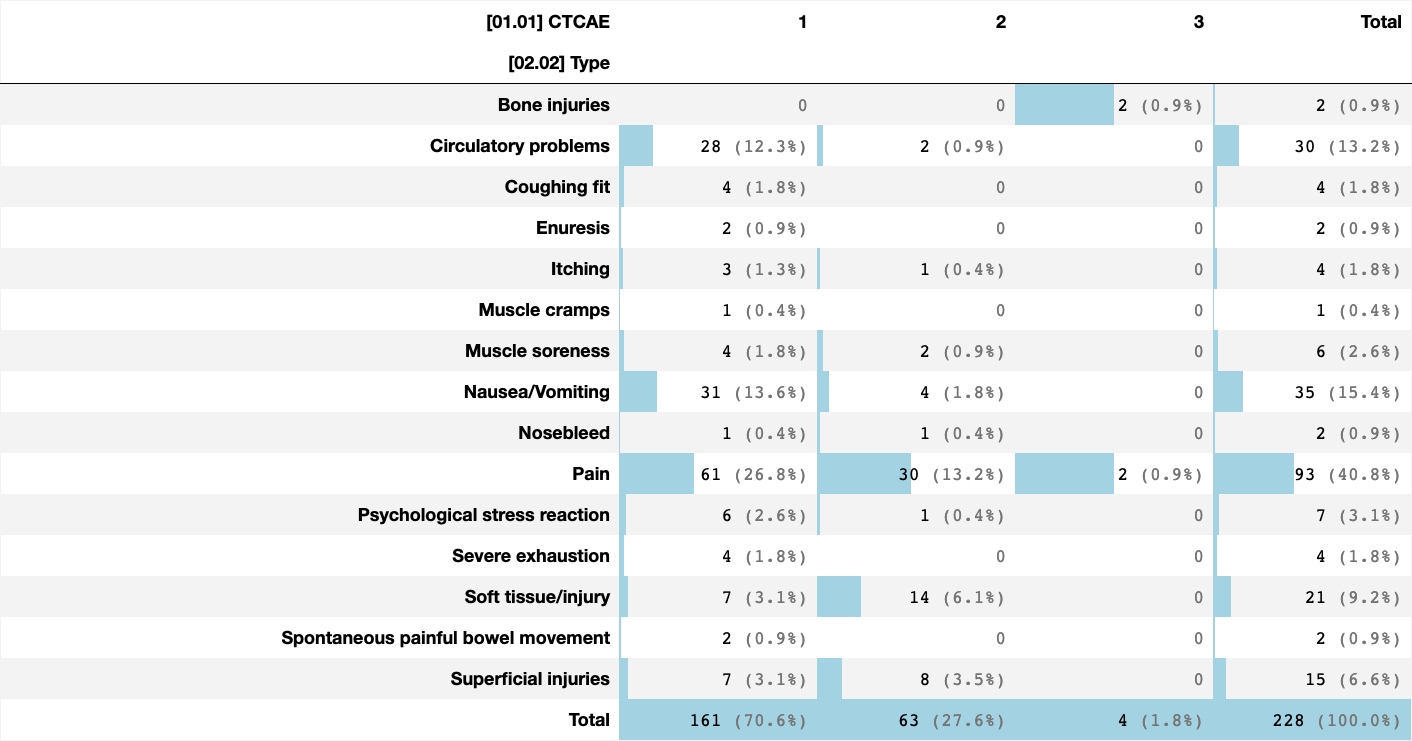 [01.01] CTCAE 1 2 3 Total
[02.02] Type
Bone injuries 0 0 2 (0.9%) 2 (0.9%)
Circulatory problems 28 (12.3%) 2 (0.9%) 0 30 (13.2%)
Coughing fit 4 (1.8%) 0 0 4 (1.8%)
Enuresis 2 (0.9%) 0 0 2 (0.9%)
Itching 3 (1.3%) 1 (0.4%) 0 4 (1.8%)
Muscle cramps 1 (0.4%) 0 0 1 (0.4%)
Muscle soreness 4 (1.8%) 2 (0.9%) 0 6 (2.6%)
Nausea/Vomiting 31 (13.6%) 4 (1.8%) 0 35 (15.4%)
Nosebleed 1 (0.4%) 1 (0.4%) 0 2 (0.9%)
Pain 61 (26.8%) 30 (13.2%) 2 (0.9%) 93 (40.8%)
Psychological stress reaction 6 (2.6%) 1 (0.4%) 0 7 (3.1%)
Severe exhaustion 4 (1.8%) 0 0 4 (1.8%)
Soft tissue/injury 7 (3.1%) 14 (6.1%) 0 21 (9.2%)
Spontaneous painful bowel movement 2 (0.9%) 0 0 2 (0.9%)
Superficial injuries 7 (3.1%) 8 (3.5%) 0 15 (6.6%)
Total 161 (70.6%) 63 (27.6%) 4 (1.8%) 228 (100.0%)